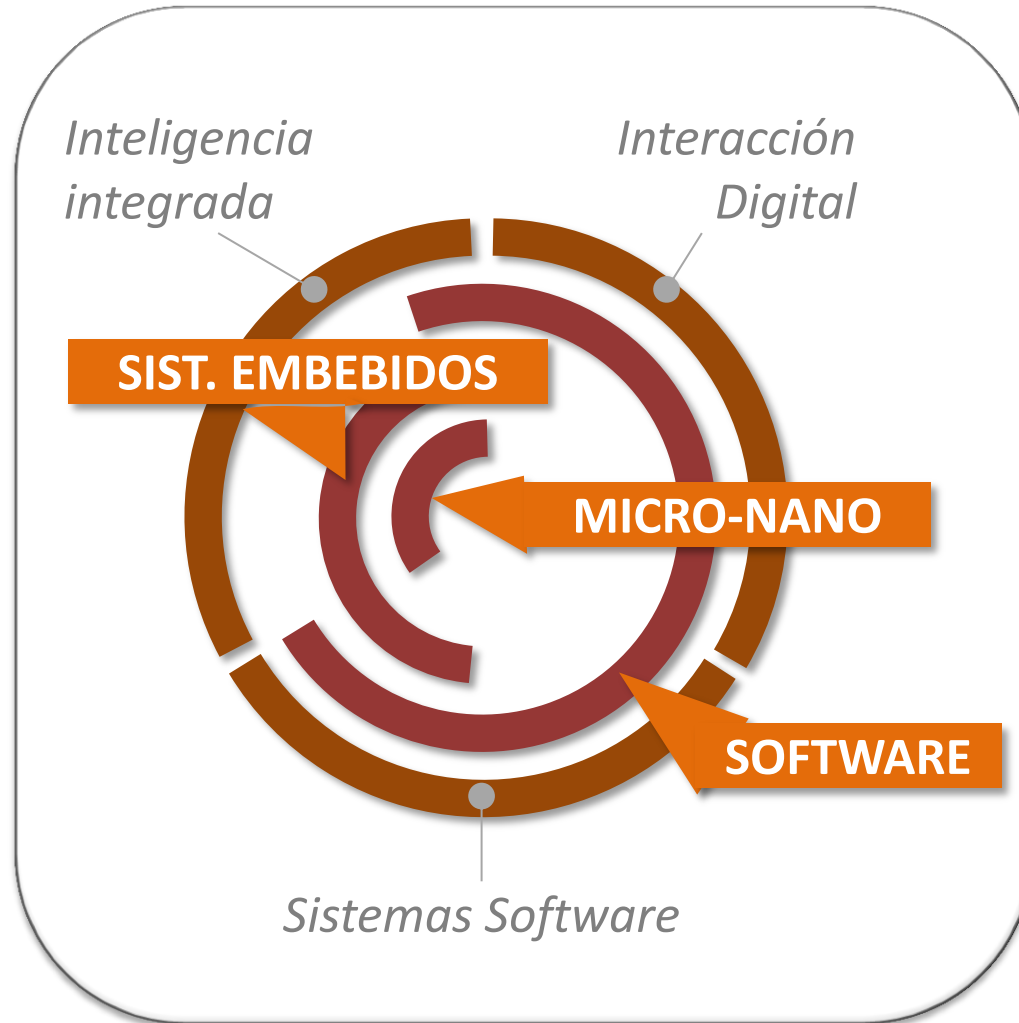 Inteligencia
integrada
Interacción
Digital
SIST. EMBEBIDOS
MICRO-NANO
SOFTWARE
Sistemas Software